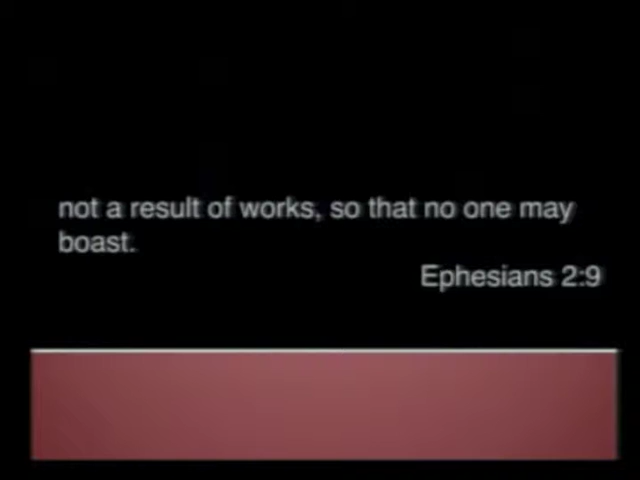 not a result of works, so that no one may
boast.
Ephesians 2:9